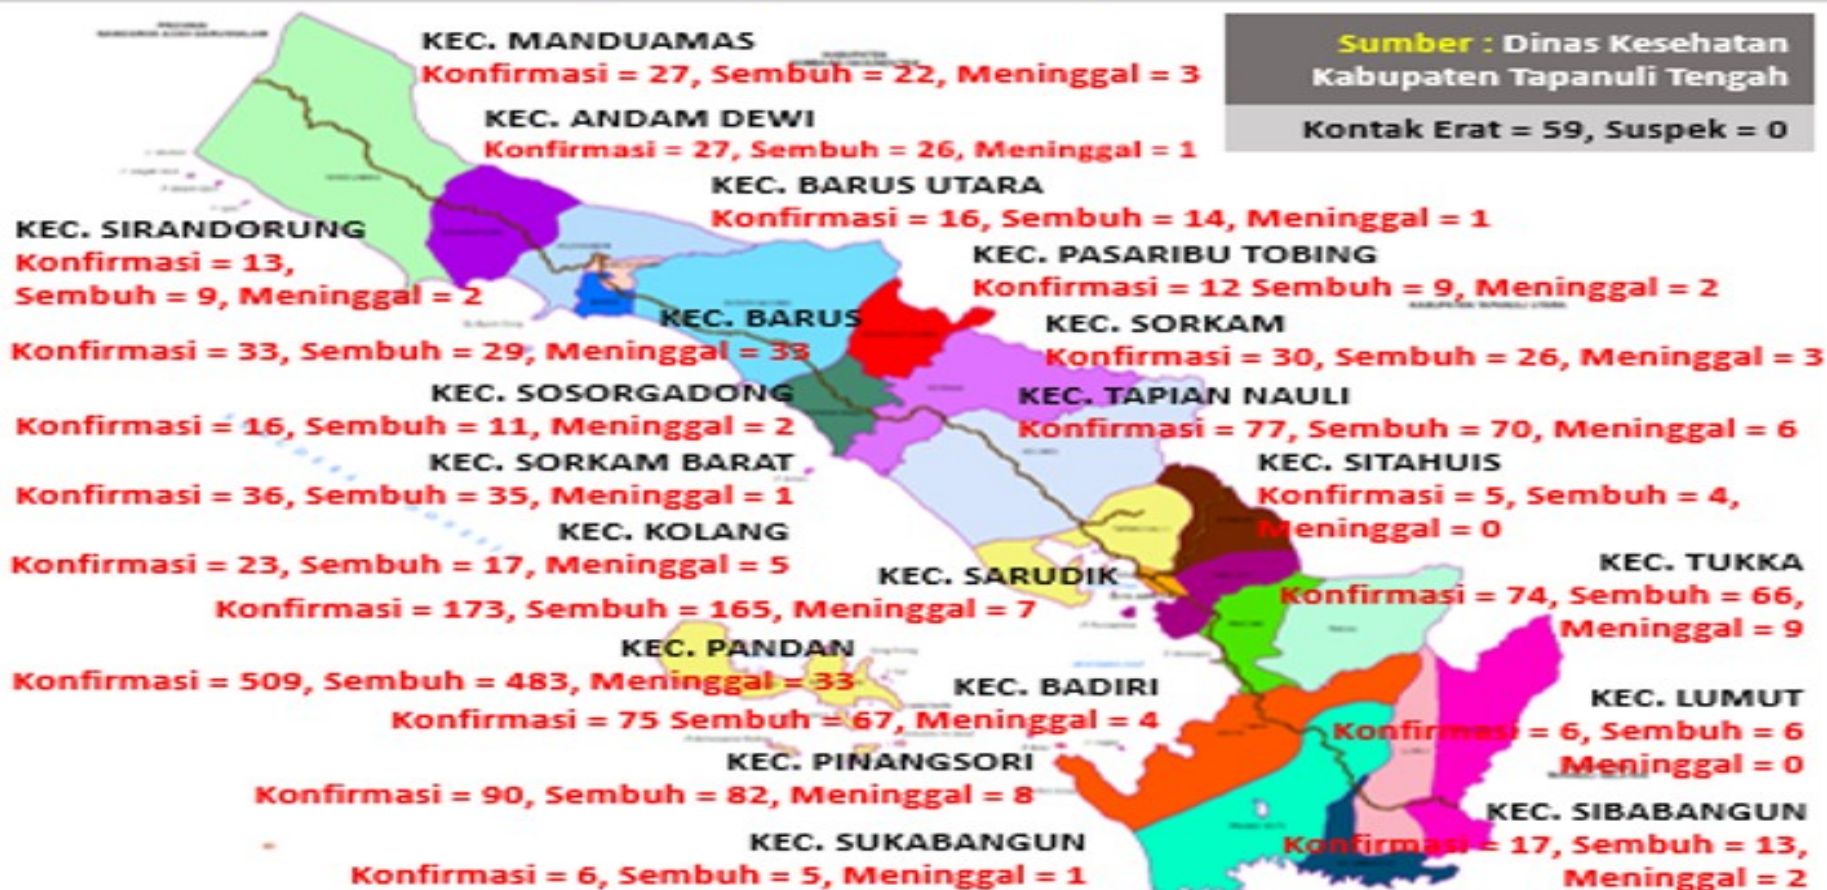 KEC. MANDUAMAS
Konfirmasi = 27, Sembuh = 22, Meninggal = 3
Sumber : Dinas Kesehatan
Kabupaten Tapanuli Tengah
Kontak Erat = 59, Suspek = 0
KEC. ANDAM DEWI
Konfirmasi = 27, Sembuh = 26, Meninggal = 1
KEC. BARUS UTARA
Konfirmasi = 16, Sembuh = 14, Meninggal = 1
KEC. SIRANDORUNG
Konfirmasi = 13,
Sembuh = 9, Meninggal = 2
KEC. PASARIBU TOBING
Konfirmasi = 12 Sembuh = 9, Meninggal = 2
KEC. BARUS
Konfirmasi = 33, Sembuh = 29, Meninggal = 33
KEC. SORKAM
Konfirmasi = 30, Sembuh = 26, Meninggal = 3
KEC. SOSORGADONG
Konfirmasi = 16, Sembuh = 11, Meninggal = 2
KEC. TAPIAN NAULI
Konfirmasi = 77, Sembuh = 70, Meninggal = 6
KEC. SORKAM BARAT
Konfirmasi = 36, Sembuh = 35, Meninggal = 1
KEC. SITAHUIS
Konfirmasi = 5, Sembuh = 4,
Meninggal = 0
KEC. KOLANG
Konfirmasi = 23, Sembuh = 17, Meninggal = 5
KEC. SARUDIK
Konfirmasi = 173, Sembuh = 165, Meninggal = 7
KEC. TUKKA
Konfirmasi = 74, Sembuh = 66,
Meninggal = 9
KEC. PANDAN
Konfirmasi = 509, Sembuh = 483, Meninggal = 33
KEC. BADIRI
Konfirmasi = 75 Sembuh = 67, Meninggal = 4
KEC. LUMUT
Konfirmasi = 6, Sembuh = 6
Meninggal = 0
KEC. PINANGSORI
Konfirmasi = 90, Sembuh = 82, Meninggal = 8
KEC. SIBABANGUN
Konfirmasi = 17, Sembuh = 13,
Meninggal = 2
KEC. SUKABANGUN
Konfirmasi = 6, Sembuh = 5, Meninggal = 1